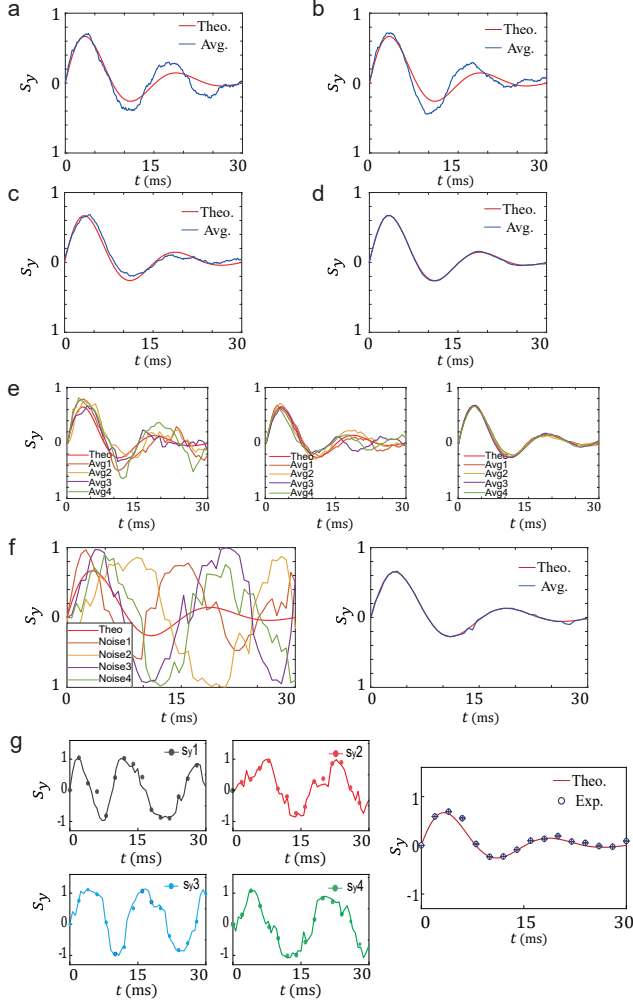 a
1
0
1
s_y
Theo.
Avg.
0
15
30
t (ms)
b
1
0
1
Theo.
Avg.
0
15
30
t (ms)
c
1
0
1
s_y
Theo.
Avg.
0
15
30
t (ms)
d
1
0
1
Theo.
Avg.
0
15
30
t (ms)
e
1
0
1
s_y
Theo
Avg1
Avg2
Avg3
Avg4
0
15
30
t (ms)
1
0
1
Theo
Avg1
Avg2
Avg3
Avg4
0
15
30
t (ms)
1
0
1
Theo
Avg1
Avg2
Avg3
Avg4
0
15
30
t (ms)
f
1
0
1
s_y
Theo
Noise1
Noise2
Noise3
Noise4
0
15
30
t (ms)
1
0
1
s_y
Theo.
Avg.
0
15
30
t (ms)
g
1
0
-1
s_y
s_y1
0
15
30
t (ms)
1
0
-1
s_y2
0
15
30
t (ms)
1
0
-1
s_y
s_y3
0
15
30
t (ms)
1
0
-1
s_y4
0
15
30
t (ms)
1
0
-1
s_y
Theo.
Exp.
0
15
30
t (ms)